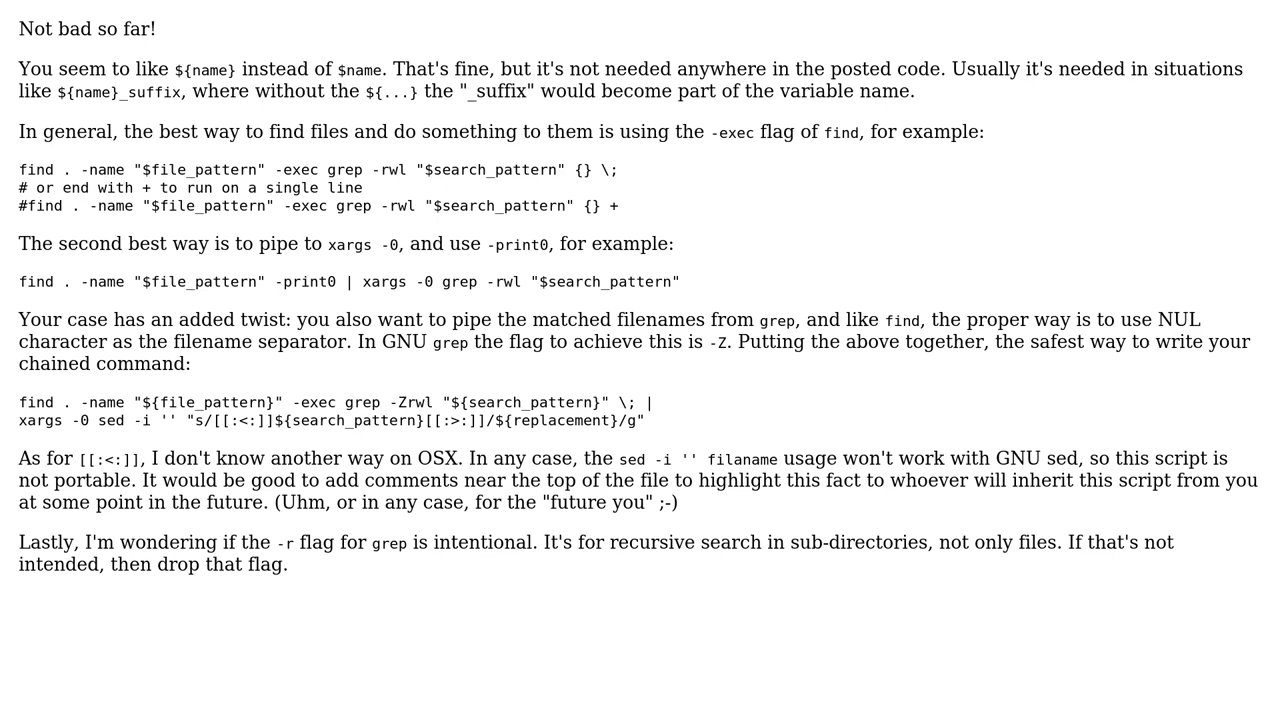 Not bad so far!
You seem to like ${name} instead of $name. That's fine, but it's not needed anywhere in the posted code. Usually it's needed in situations
like ${name}_suffix, where without the ${...} the "_suffix" would become part of the variable name.
In general, the best way to find files and do something to them is using the -exec flag of find, for example:
find . -name "$file_pattern" -exec grep -rwl "$search_pattern" {} \;
# or end with + to run on a single line
#find . -name "$file_pattern" -exec grep -rwl "$search_pattern" {} +
The second best way is to pipe to xargs -0, and use -print0, for example:
find . -name "$file_pattern" -print0 | xargs -0 grep -rwl "$search_pattern"
Your case has an added twist: you also want to pipe the matched filenames from grep, and like find, the proper way is to use NUL
character as the filename separator. In GNU grep the flag to achieve this is -Z. Putting the above together, the safest way to write your
chained command:
find . -name "${file_pattern}" -exec grep -Zrwl "${search_pattern}" \; |
xargs -0 sed -i '' "s/[[:<:]]${search_pattern}[[:>:]]/${replacement}/g"
As for [[:<:]], I don't know another way on OSX. In any case, the sed -i '' filaname usage won't work with GNU sed, so this script is
not portable. It would be good to add comments near the top of the file to highlight this fact to whoever will inherit this script from you
at some point in the future. (Uhm, or in any case, for the "future you" ;-)
Lastly, I'm wondering if the -r flag for grep is intentional. It's for recursive search in sub-directories, not only files. If that's not
intended, then drop that flag.